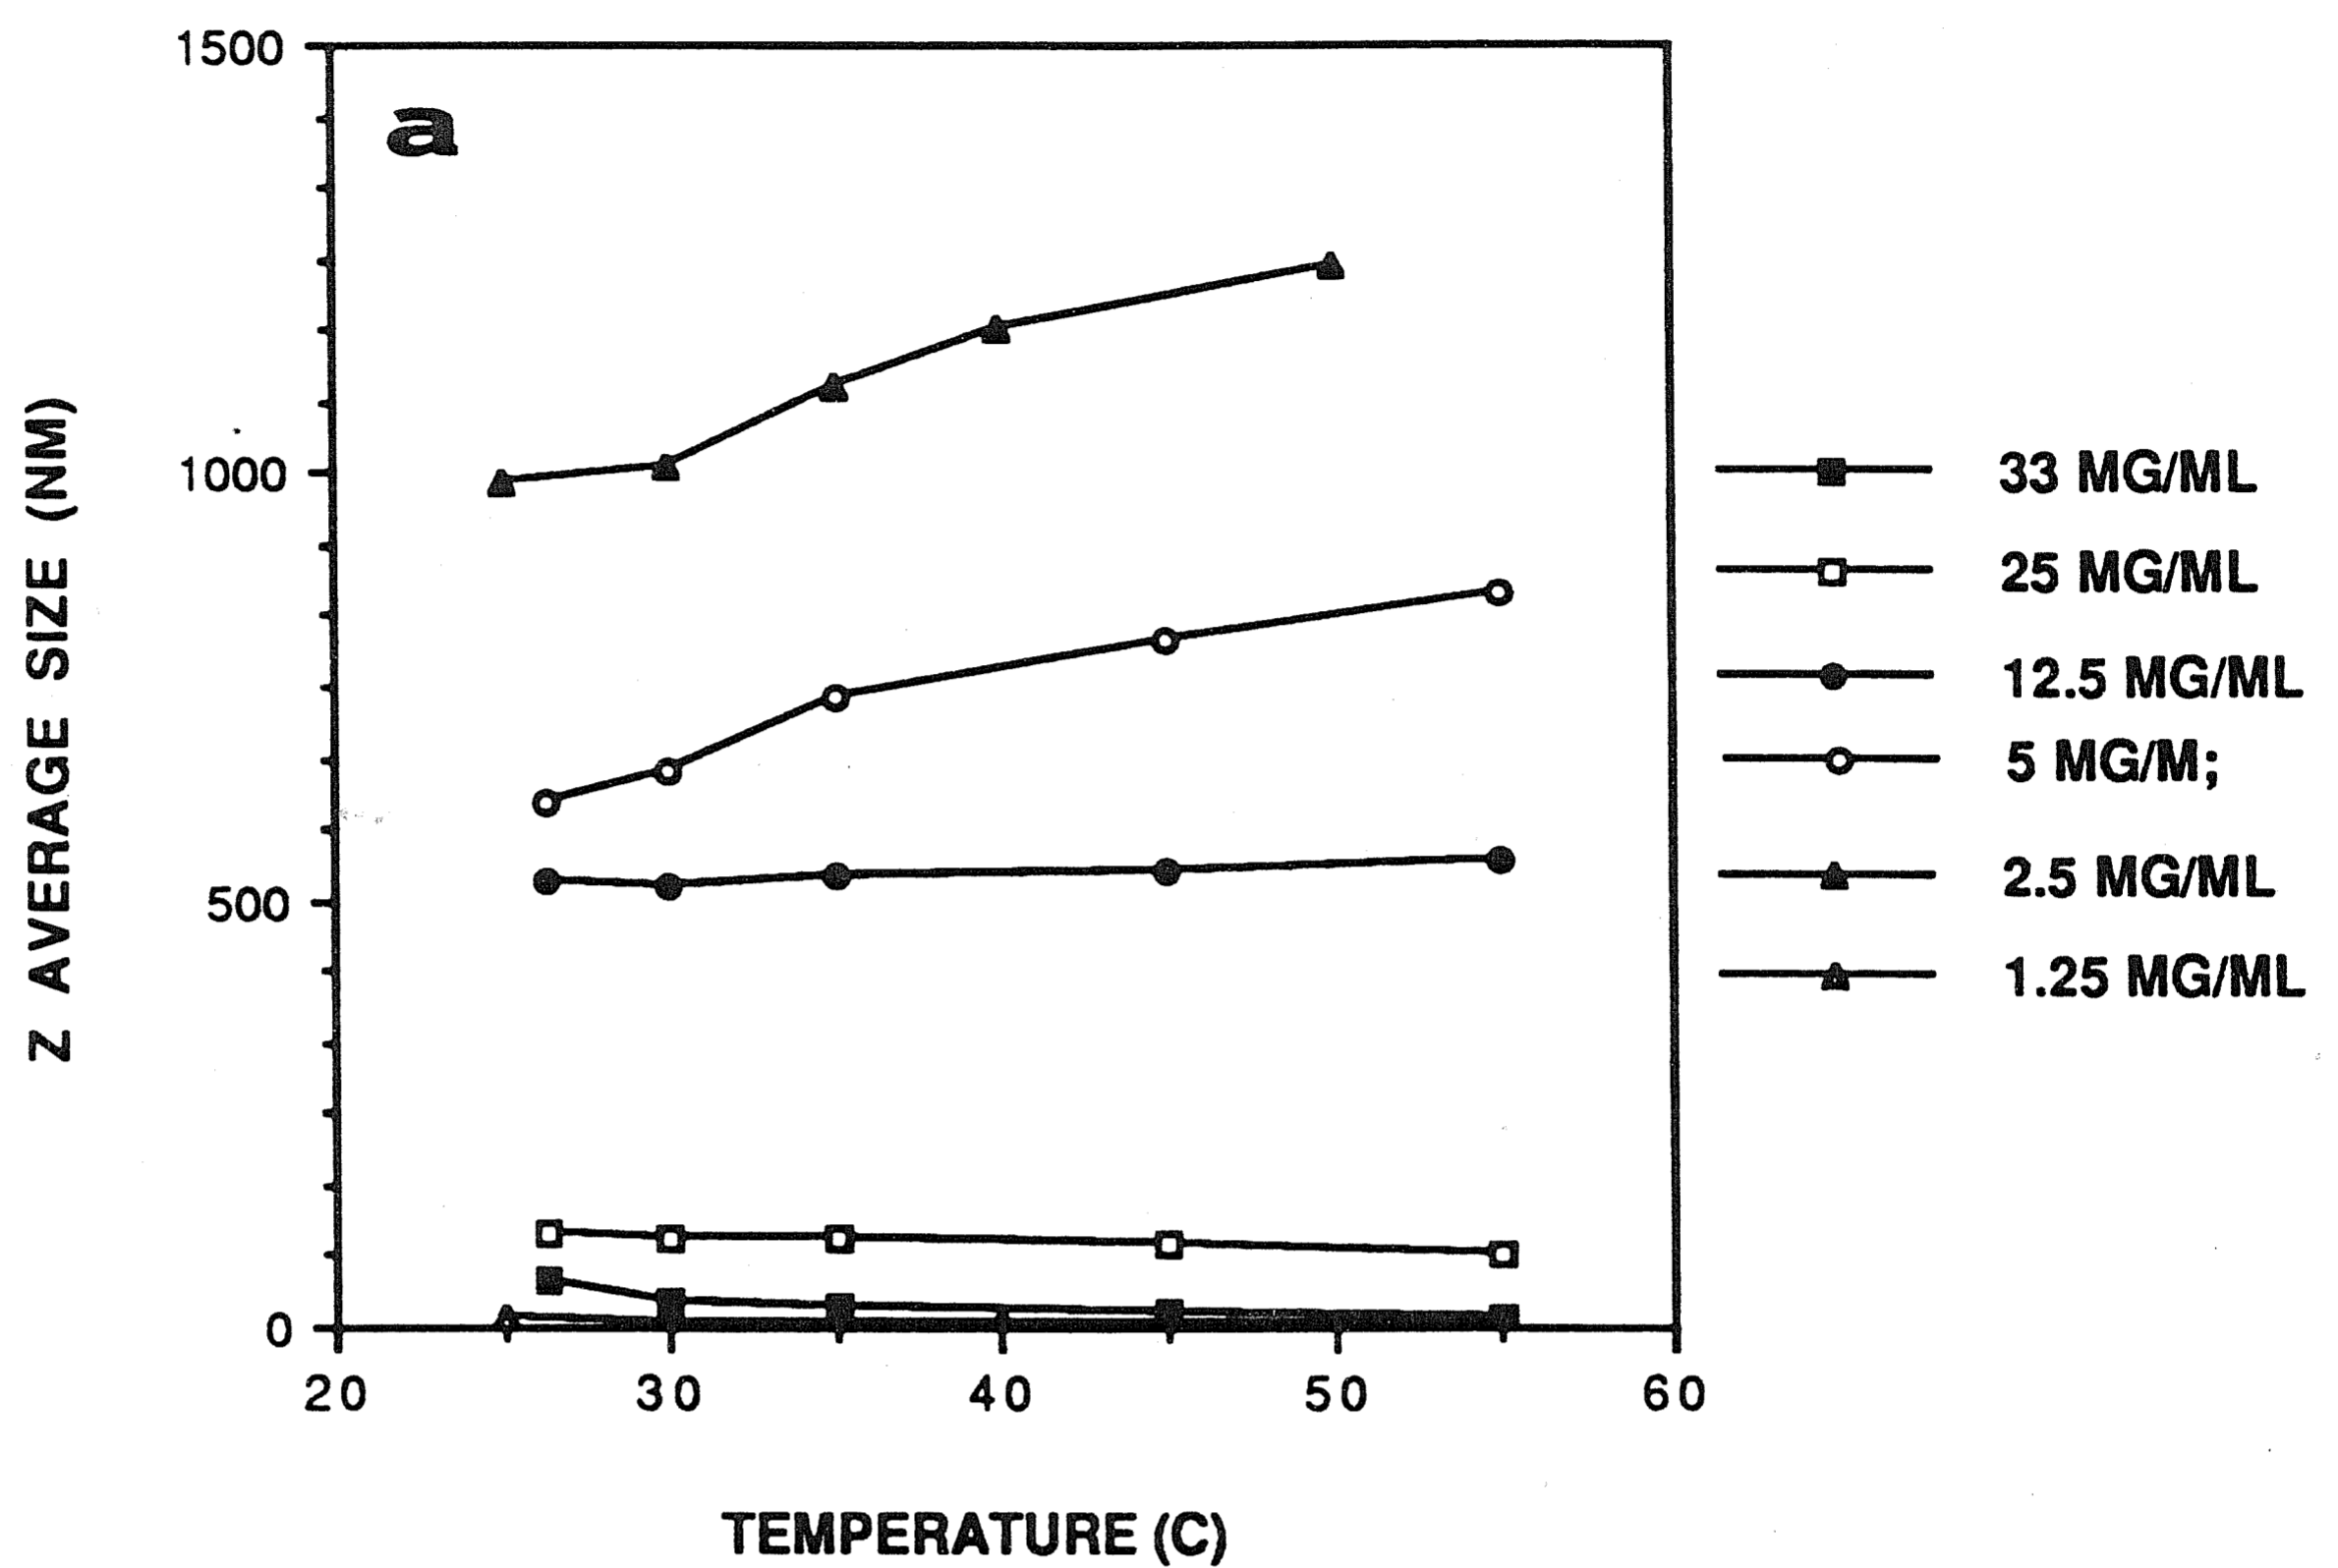 1500
a
1000
500
0
20 30 40 50 60
Z AVERAGE SIZE (NM)
TEMPERATURE (C)
33 MG/ML
25 MG/ML
12.5 MG/ML
5 MG/M;
2.5 MG/ML
1.25 MG/ML